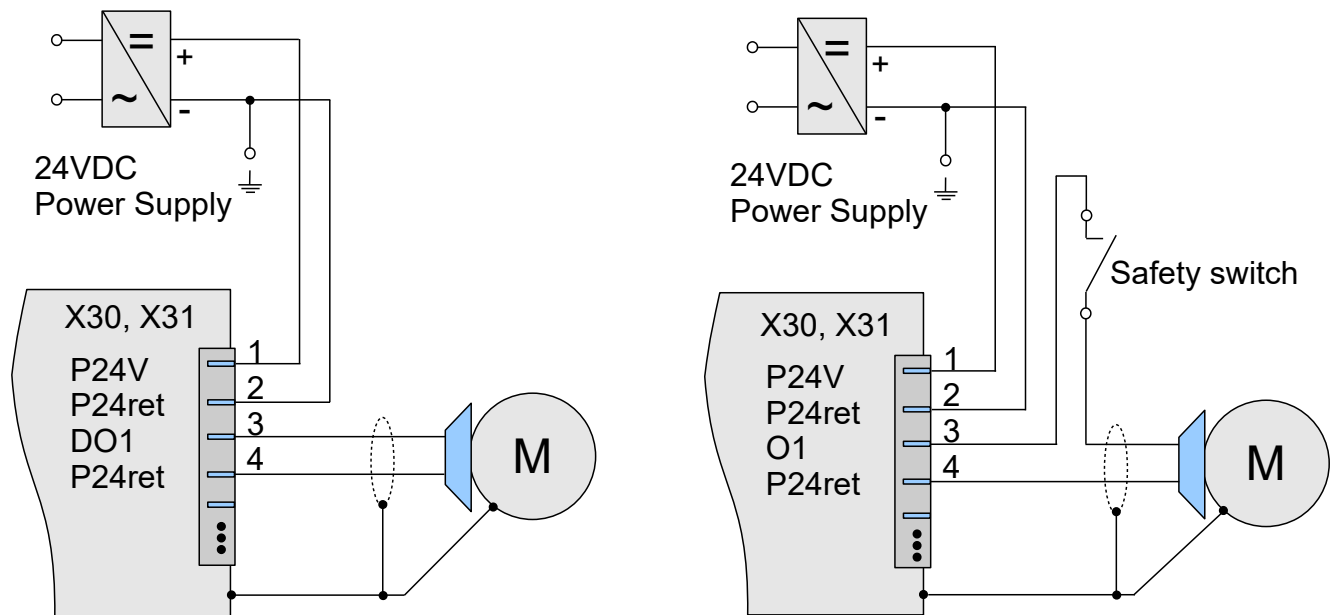 =
~
+
-
24VDC
Power Supply
X30, X31
P24V
P24ret
DO1
P24ret
1
2
3
4
M
=
~
+
-
24VDC
Power Supply
Safety switch
X30, X31
P24V
P24ret
O1
P24ret
1
2
3
4
M